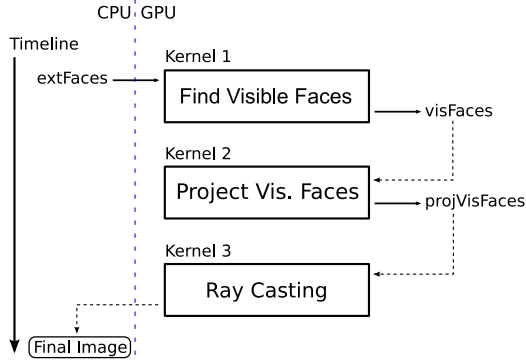 CPU GPU
Timeline
Kernel 1
extFaces
Find Visible Faces
visFaces
Kernel 2
Project Vis. Faces
projVisFaces
Kernel 3
Ray Casting
Final Image